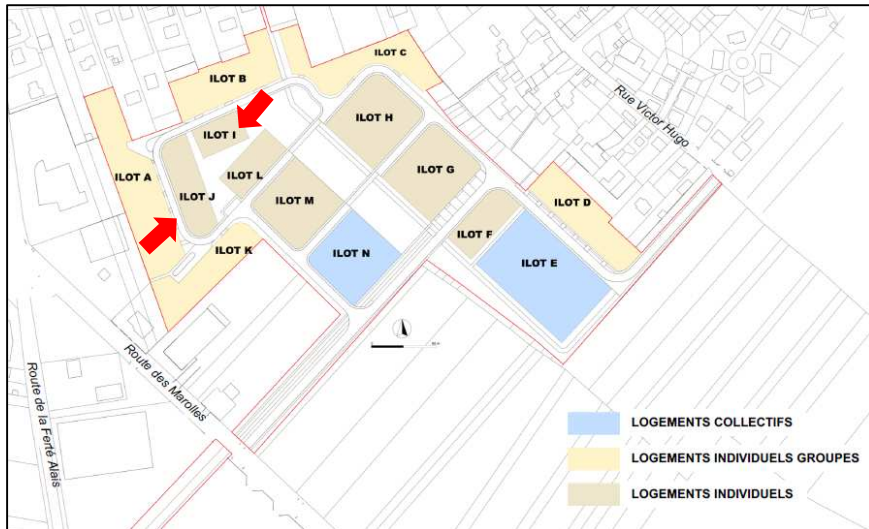 ILOT C
ILOT B
Rue Victor Hugo
ILOT H
ILOT I
ILOT G
ILOT L
ILOT A
ILOT J
ILOT M
ILOT D
ILOT F
ILOT K
ILOT N
ILOT E
Route des Marolles
Route de la Ferté Alais
LOGEMENTS COLLECTIFS
LOGEMENTS INDIVIDUELS GROUPES
LOGEMENTS INDIVIDUELS